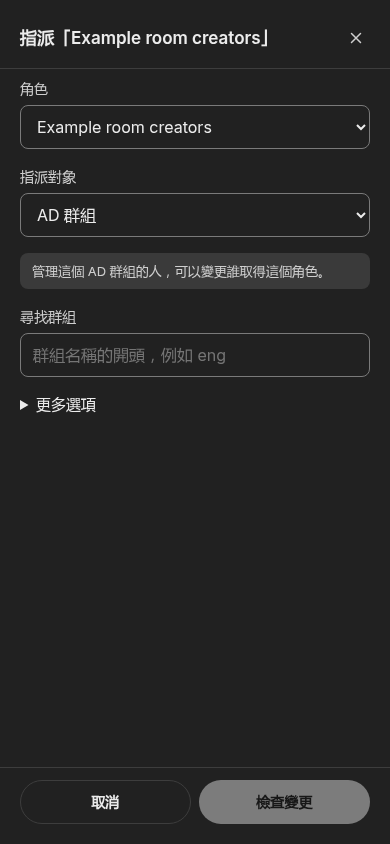 指派「Example room creators」
角色
Example room creators
指派對象
AD 群組
管理這個 AD 群組的人，可以變更誰取得這個角色。
尋找群組
群組名稱的開頭，例如 eng
更多選項
取消
檢查變更